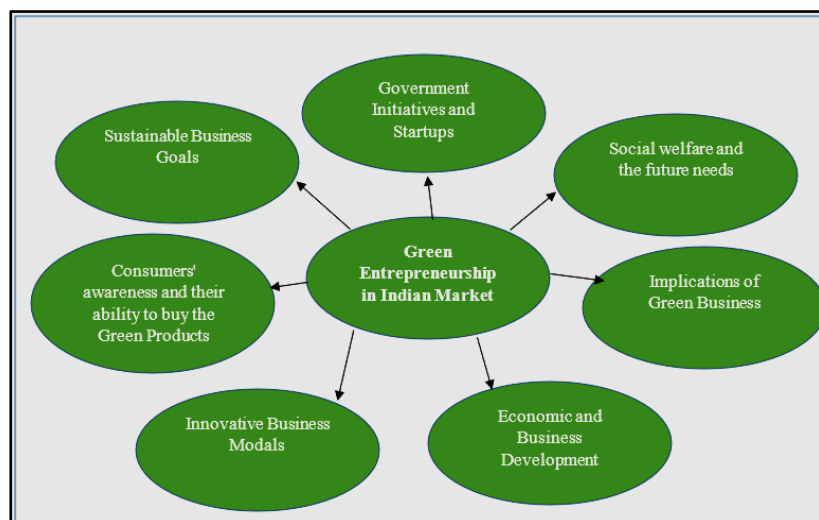 Government
Initiatives and
Startups
Sustainable Business
Goals
Social welfare and
the future needs
Green
Entrepreneurship
in Indian Market
Consumers'
awareness and their
ability to buy the
Green Products
Implications of
Green Business
Innovative Business
Modals
Economic and
Business
Development